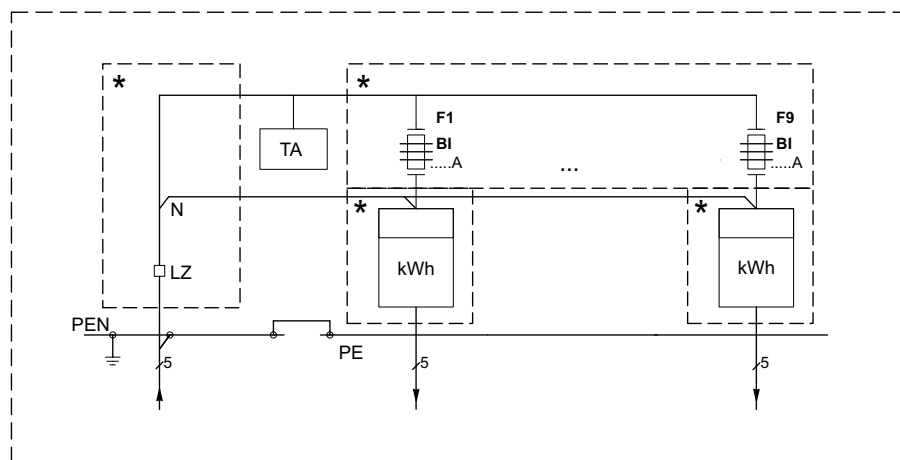 *
*
F1
F9
BI
BI
TA
.....A
.....A
...
*
*
N
kWh
kWh
LZ
PEN
PE
5
5
5